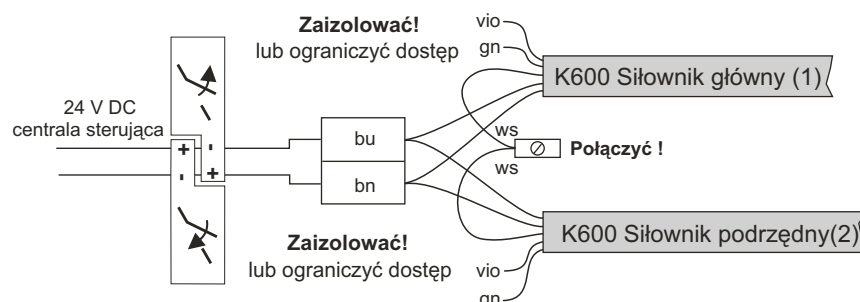 Zaizolować!
lub ograniczyć dostęp
vio
gn
K600 Siłownik główny (1)
24 V DC
centrala sterująca
+ -
- +
bu
bn
ws
Połączyć !
ws
Zaizolować!
lub ograniczyć dostęp
K600 Siłownik podrzędny(2)
vio
gn